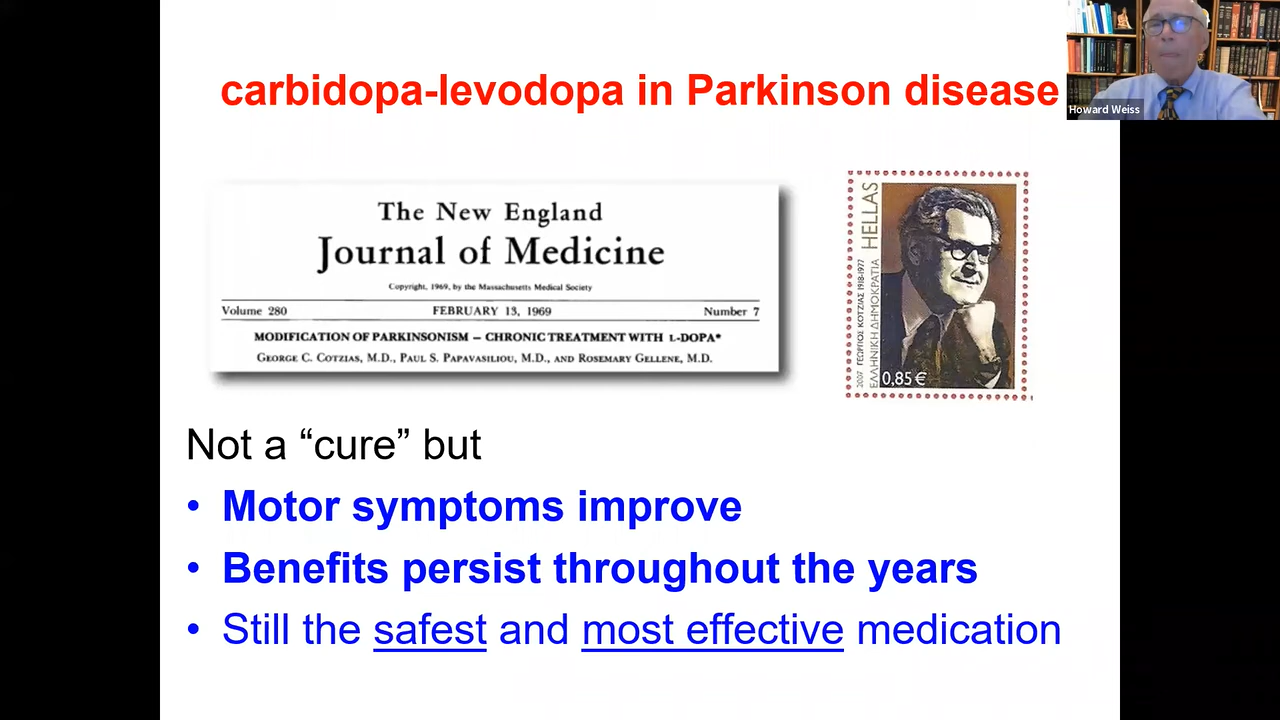 carbidopa-levodopa in Parkinson disease
Howard Weiss
The New England
Journal of Medicine
Copyright, 1969, by the Massachusetts Medical Society
Volume 280 FEBRUARY 13, 1969 Number 7
MODIFICATION OF PARKINSONISM — CHRONIC TREATMENT WITH L-DOPA*
GEORGE C. COTZIAS, M.D., PAUL S. PAPAVASILIOU, M.D., AND ROSEMARY GELLENE, M.D.
HELLAS
ΕΛΛΗΝΙΚΗ ΔΗΜΟΚΡΑΤΙΑ
2007 ΓΕΩΡΓΙΟΣ ΚΟΤΖΙΑΣ 1918-1977
0,85€
Not a “cure” but
• Motor symptoms improve
• Benefits persist throughout the years
• Still the safest and most effective medication